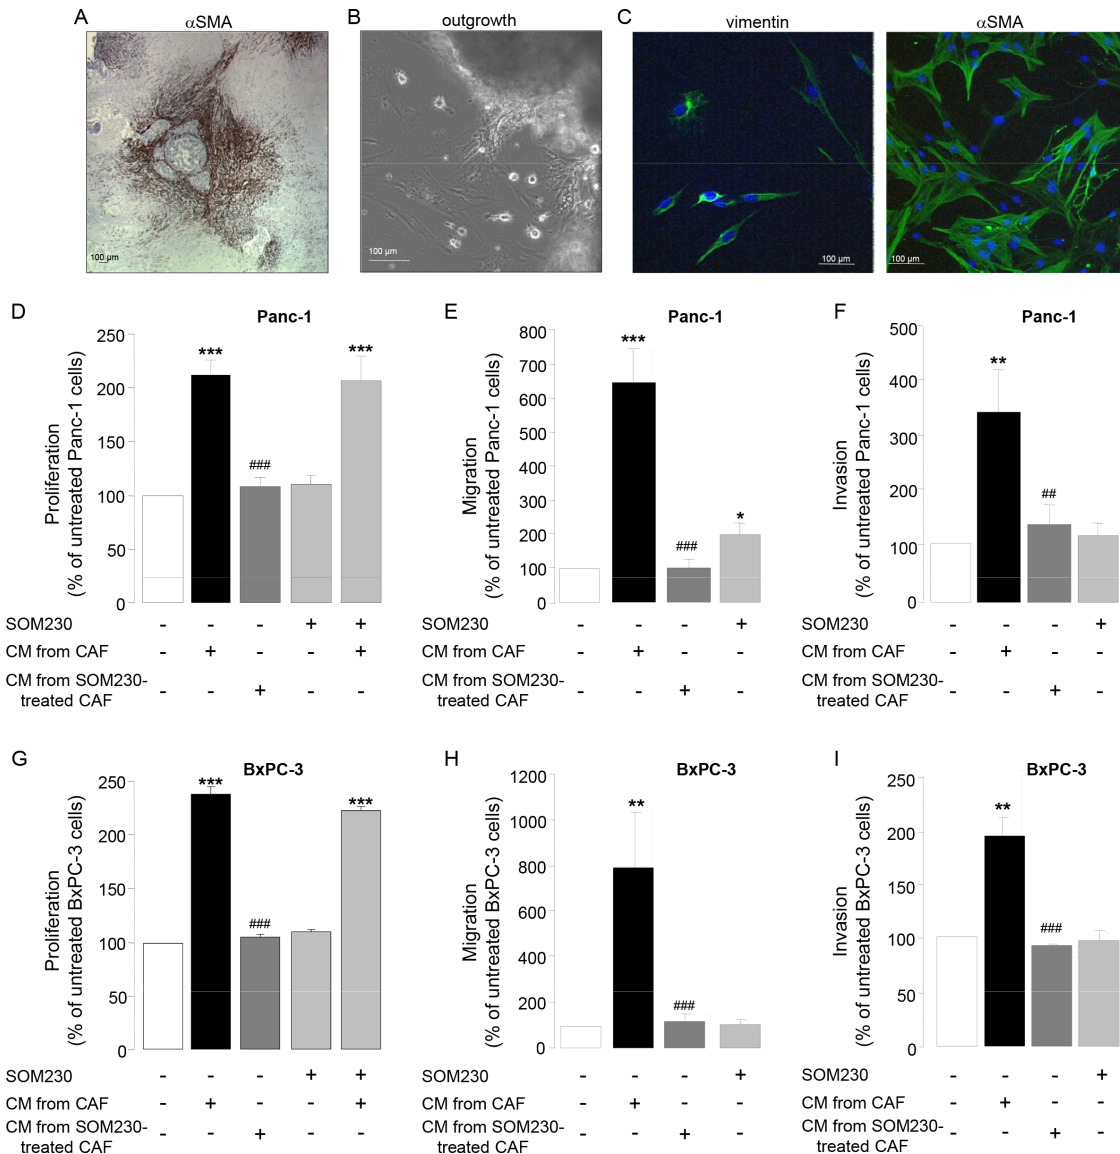 A
αSMA
100 µm
B
outgrowth
100 µm
C
vimentin
100 µm
αSMA
100 µm
D
Panc-1
Proliferation
(% of untreated Panc-1 cells)
250
200
150
100
50
0
***
###
***
SOM230 - - - + +
CM from CAF - + - - +
CM from SOM230-
treated CAF
- - + - -
E
Panc-1
Migration
(% of untreated Panc-1 cells)
800
700
600
500
400
300
200
100
0
***
###
*
SOM230 - - - +
CM from CAF - + - -
CM from SOM230-
treated CAF
- - + -
F
Panc-1
Invasion
(% of untreated Panc-1 cells)
500
400
300
200
100
0
**
##
SOM230 - - - +
CM from CAF - + - -
CM from SOM230-
treated CAF
- - + -
G
BxPC-3
Proliferation
(% of untreated BxPC-3 cells)
250
200
150
100
50
0
***
###
***
SOM230 - - - + +
CM from CAF - + - - +
CM from SOM230-
treated CAF
- - + - -
H
BxPC-3
Migration
(% of untreated BxPC-3 cells)
1200
1000
800
600
400
200
0
**
###
SOM230 - - - +
CM from CAF - + - -
CM from SOM230-
treated CAF
- - + -
I
BxPC-3
Invasion
(% of untreated BxPC-3 cells)
250
200
150
100
50
0
**
###
SOM230 - - - +
CM from CAF - + - -
CM from SOM230-
treated CAF
- - + -